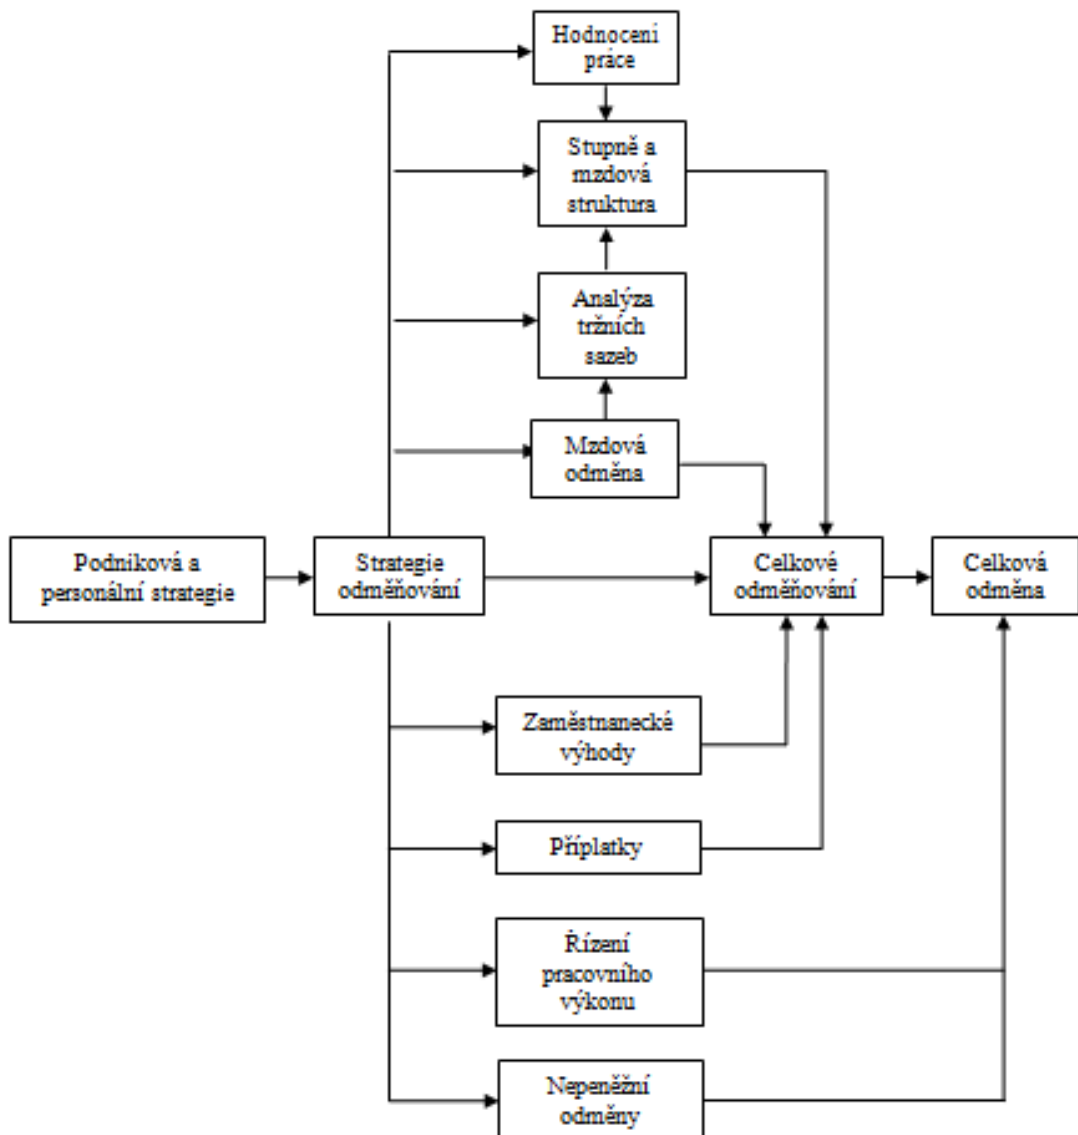 Hodnocení
práce
Stupně a
mzdová
struktura
Analýza
tržních
sazeb
Mzdová
odměna
Podniková a
personální strategie
Strategie
odměňování
Celkové
odměňování
Celková
odměna
Zaměstnanecké
výhody
Příplatky
Řízení
pracovního
výkonu
Nepeněžní
odměny